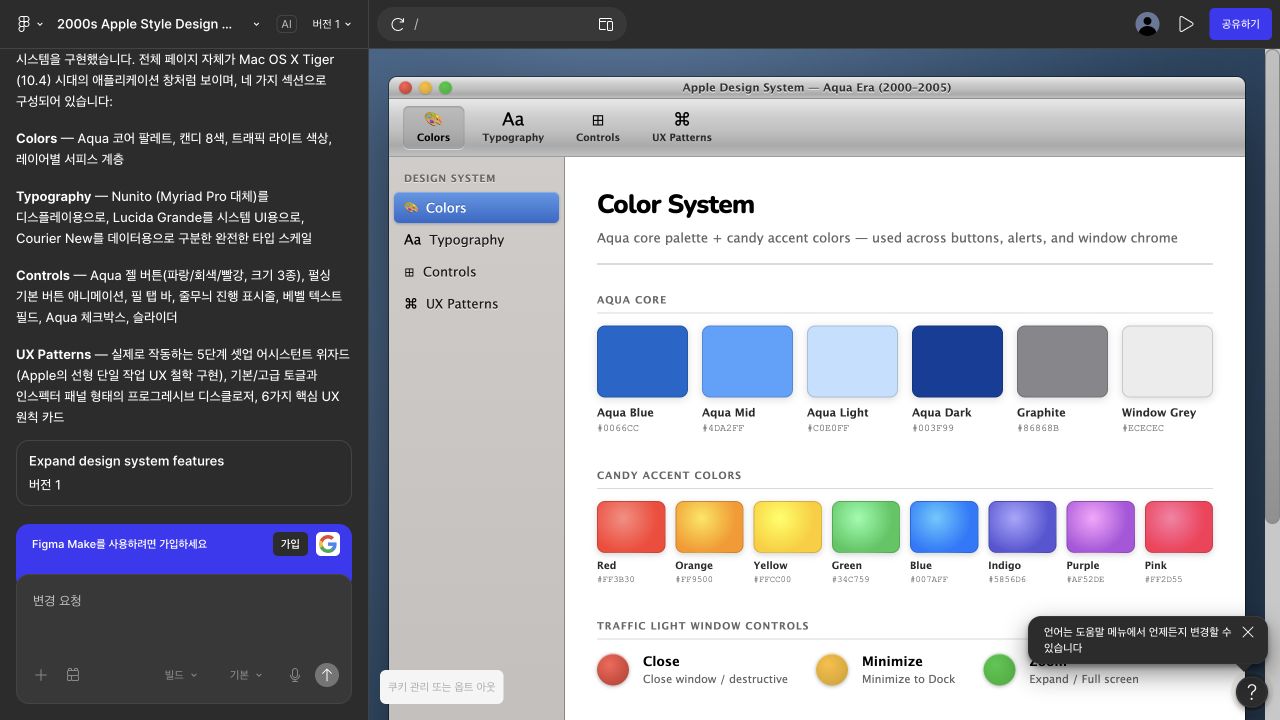 2000s Apple Style Design ...
AI
버전 1
/
공유하기
시스템을 구현했습니다. 전체 페이지 자체가 Mac OS X Tiger
(10.4) 시대의 애플리케이션 창처럼 보이며, 네 가지 섹션으로
구성되어 있습니다:
Colors — Aqua 코어 팔레트, 캔디 8색, 트래픽 라이트 색상,
레이어별 서피스 계층
Typography — Nunito (Myriad Pro 대체)를
디스플레이용으로, Lucida Grande를 시스템 UI용으로,
Courier New를 데이터용으로 구분한 완전한 타입 스케일
Controls — Aqua 젤 버튼(파랑/회색/빨강, 크기 3종), 펄싱
기본 버튼 애니메이션, 필 탭 바, 줄무늬 진행 표시줄, 베벨 텍스트
필드, Aqua 체크박스, 슬라이더
UX Patterns — 실제로 작동하는 5단계 셋업 어시스턴트 위자드
(Apple의 선형 단일 작업 UX 철학 구현), 기본/고급 토글과
인스펙터 패널 형태의 프로그레시브 디스클로저, 6가지 핵심 UX
원칙 카드
Expand design system features
버전 1
Figma Make를 사용하려면 가입하세요
가입
변경 요청
빌드
기본
Apple Design System — Aqua Era (2000–2005)
Colors
Aa
Typography
Controls
⌘
UX Patterns
DESIGN SYSTEM
Colors
Aa Typography
Controls
⌘ UX Patterns
Color System
Aqua core palette + candy accent colors — used across buttons, alerts, and window chrome
AQUA CORE
Aqua Blue
#0066CC
Aqua Mid
#4DA2FF
Aqua Light
#C0E0FF
Aqua Dark
#003F99
Graphite
#86868B
Window Grey
#ECECEC
CANDY ACCENT COLORS
Red
#FF3B30
Orange
#FF9500
Yellow
#FFCC00
Green
#34C759
Blue
#007AFF
Indigo
#5856D6
Purple
#AF52DE
Pink
#FF2D55
TRAFFIC LIGHT WINDOW CONTROLS
Close
Close window / destructive
Minimize
Minimize to Dock
Expand / Full screen
언어는 도움말 메뉴에서 언제든지 변경할 수
있습니다
쿠키 관리 또는 옵트 아웃
?